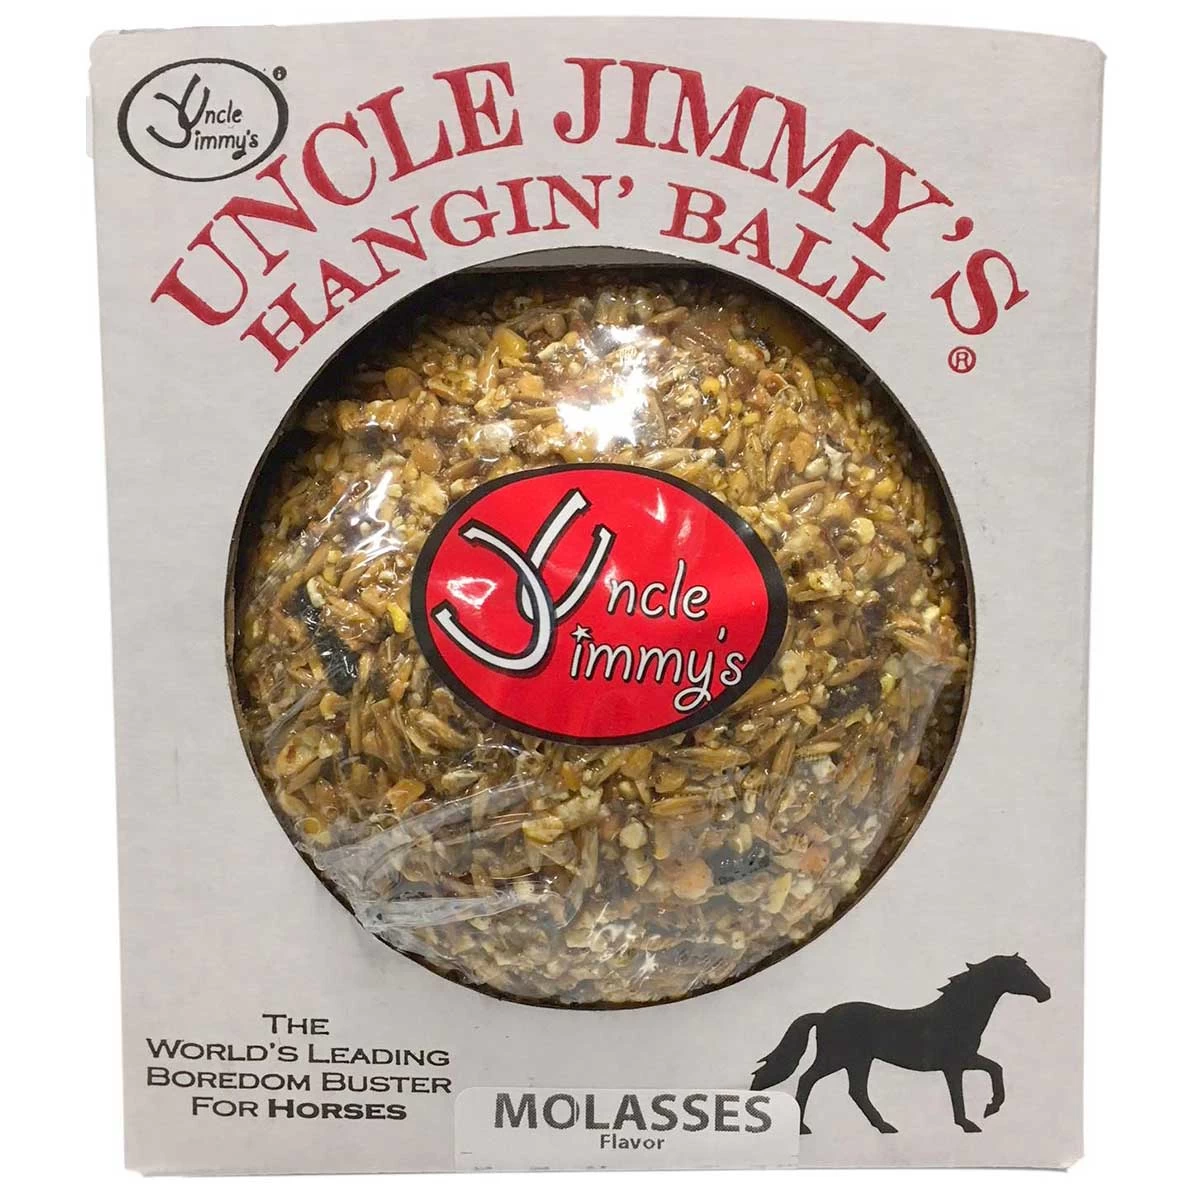 Uncle Jimmy's ®
UNCLE JIMMY'S
HANGIN' BALL
®
Uncle
Jimmy's
THE
WORLD'S LEADING
BOREDOM BUSTER
FOR HORSES
MOLASSES
Flavor